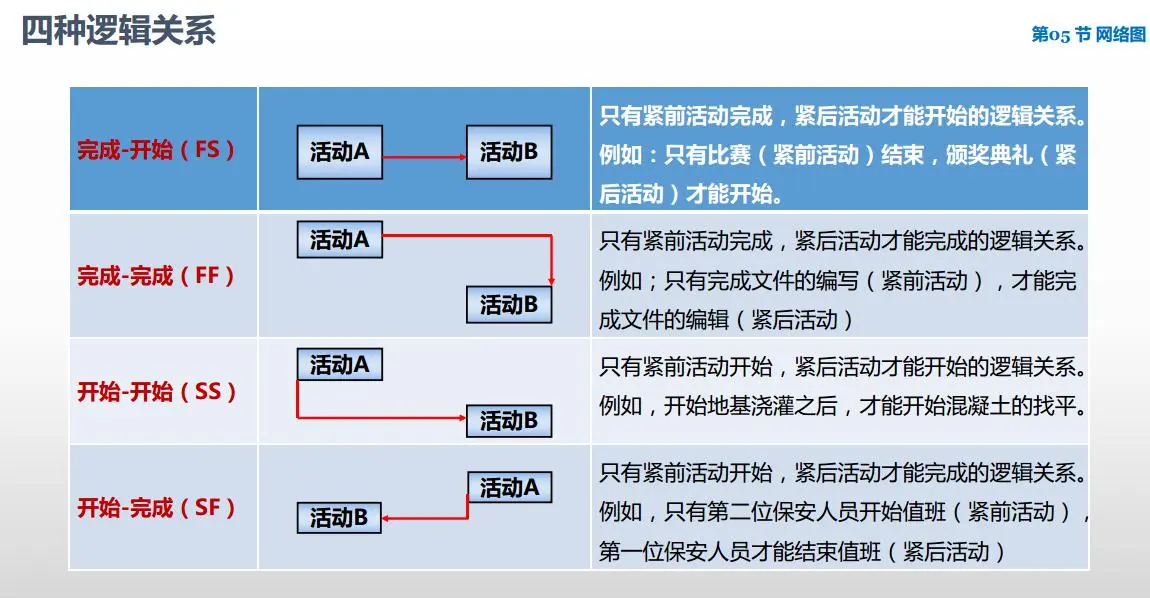 四种逻辑关系
第05 节 网络图
完成-开始（FS）
活动A
活动B
只有紧前活动完成，紧后活动才能开始的逻辑关系。
例如：只有比赛（紧前活动）结束，颁奖典礼（紧
后活动）才能开始。
完成-完成（FF）
活动A
活动B
只有紧前活动完成，紧后活动才能完成的逻辑关系。
例如；只有完成文件的编写（紧前活动），才能完
成文件的编辑（紧后活动）
开始-开始（SS）
活动A
活动B
只有紧前活动开始，紧后活动才能开始的逻辑关系。
例如，开始地基浇灌之后，才能开始混凝土的找平。
开始-完成（SF）
活动A
活动B
只有紧前活动开始，紧后活动才能完成的逻辑关系。
例如，只有第二位保安人员开始值班（紧前活动），
第一位保安人员才能结束值班（紧后活动）